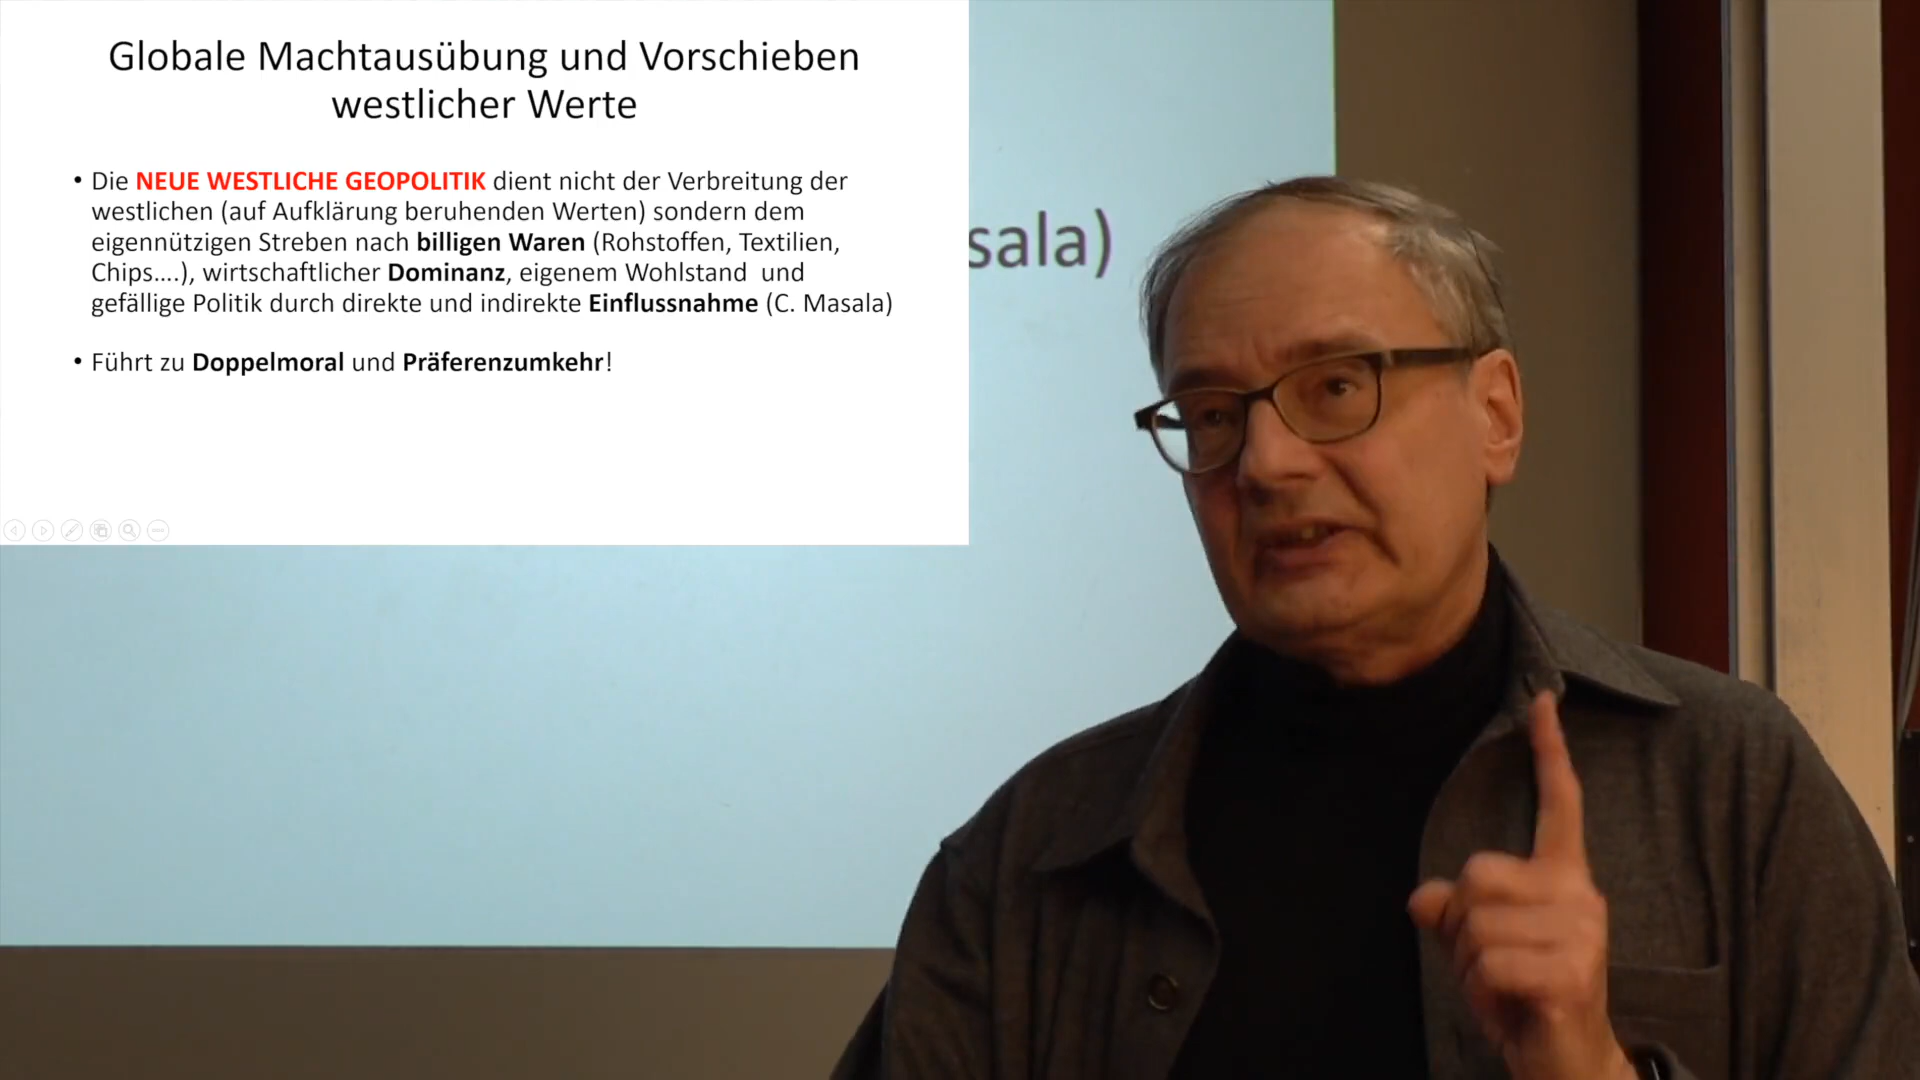 Globale Machtausübung und Vorschieben
westlicher Werte
• Die NEUE WESTLICHE GEOPOLITIK dient nicht der Verbreitung der
westlichen (auf Aufklärung beruhenden Werten) sondern dem
eigennützigen Streben nach billigen Waren (Rohstoffen, Textilien,
Chips....), wirtschaftlicher Dominanz, eigenem Wohlstand und
gefällige Politik durch direkte und indirekte Einflussnahme (C. Masala)
• Führt zu Doppelmoral und Präferenzumkehr!
sala)